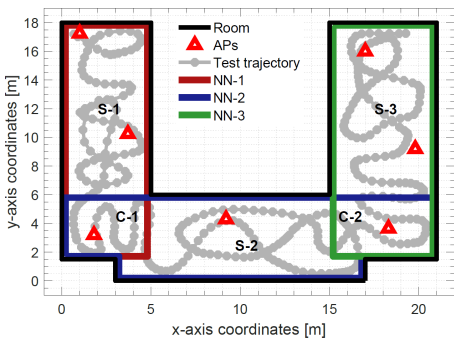 18
16
14
12
10
8
6
4
2
0
y-axis coordinates [m]
Room
APs
Test trajectory
NN-1
NN-2
NN-3
S-1
S-3
C-1
S-2
C-2
0 5 10 15 20
x-axis coordinates [m]